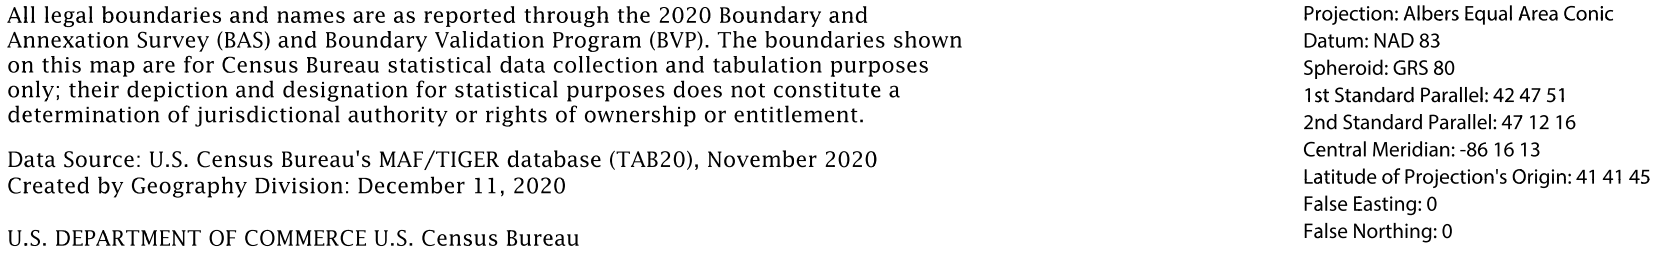 All legal boundaries and names are as reported through the 2020 Boundary and
Annexation Survey (BAS) and Boundary Validation Program (BVP). The boundaries shown
on this map are for Census Bureau statistical data collection and tabulation purposes
only; their depiction and designation for statistical purposes does not constitute a
determination of jurisdictional authority or rights of ownership or entitlement.
Data Source: U.S. Census Bureau's MAF/TIGER database (TAB20), November 2020
Created by Geography Division: December 11, 2020
U.S. DEPARTMENT OF COMMERCE U.S. Census Bureau
Projection: Albers Equal Area Conic
Datum: NAD 83
Spheroid: GRS 80
1st Standard Parallel: 42 47 51
2nd Standard Parallel: 47 12 16
Central Meridian: -86 16 13
Latitude of Projection's Origin: 41 41 45
False Easting: 0
False Northing: 0